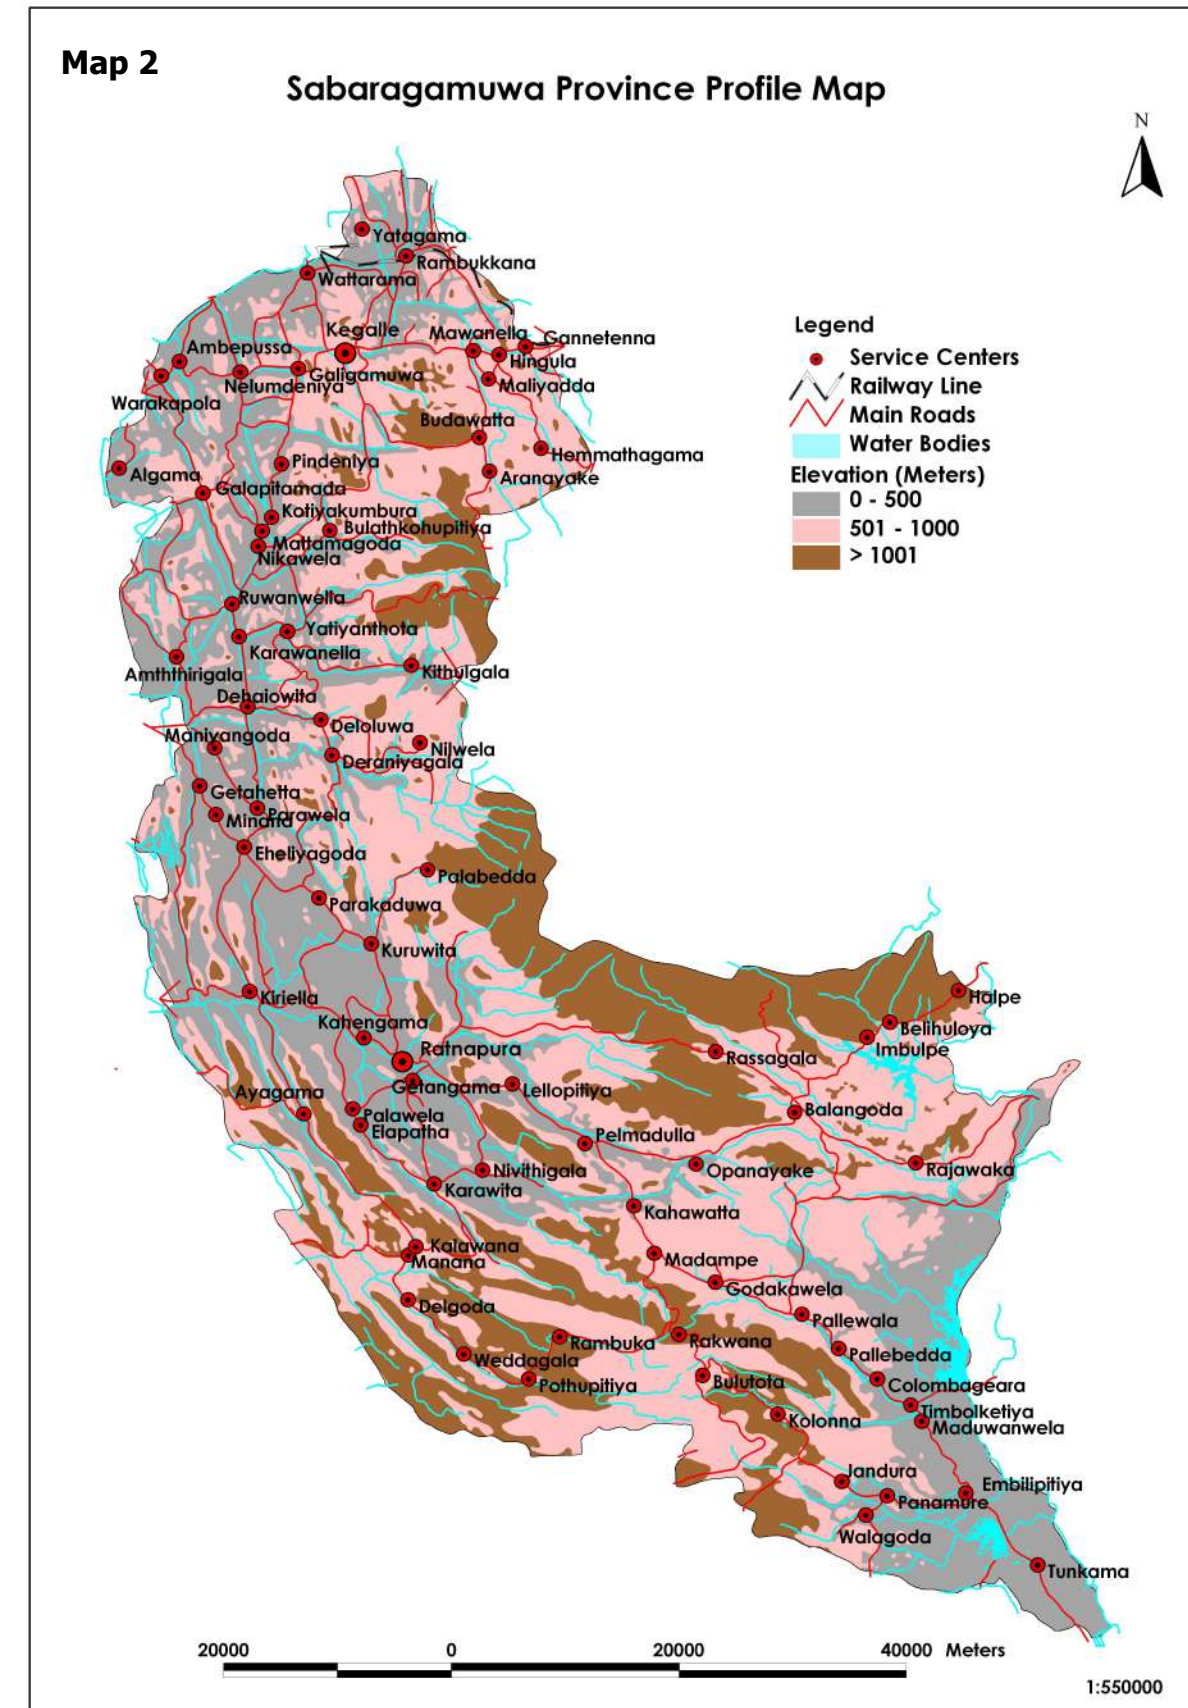 Map 2
Sabaragamuwa Province Profile Map
N
Yatagama
Rambukkana
Wattarama
Kegalle
Mawanella
Gannetenna
Ambepussa
Hingula
Galigamuwa
Nelumdeniya
Maliyadda
Warakapola
Budawatta
Hemmathagama
Pindeniya
Algama
Aranayake
Galapitamada
Kotiyakumbura
Bulathkohupitiya
Mattamagoda
Nikawela
Ruwanwella
Yatiyanthota
Karawanella
Kithulgala
Amththirigala
Dehaiowita
Deloluwa
Maniyangoda
Nilwela
Deraniyagala
Getahetta
Parawela
Minana
Eheliyagoda
Palabedda
Parakaduwa
Kuruwita
Kiriella
Halpe
Kahengama
Belihuloya
Ratnapura
Imbulpe
Rassagala
Getangama
Lellopitiya
Ayagama
Balangoda
Palawela
Elapatha
Pelmadulla
Nivithigala
Opanayake
Rajawaka
Karawita
Kahawatta
Kalawana
Manana
Madampe
Godakawela
Delgoda
Pallewala
Rambuka
Rakwana
Pallebedda
Weddagala
Pothupitiya
Bulutota
Colombageara
Timbolketiya
Kolonna
Maduwanwela
Jandura
Embilipitiya
Panamure
Walagoda
Tunkama
Legend
Service Centers
Railway Line
Main Roads
Water Bodies
Elevation (Meters)
0 - 500
501 - 1000
> 1001
20000 0 20000 40000 Meters
1:550000